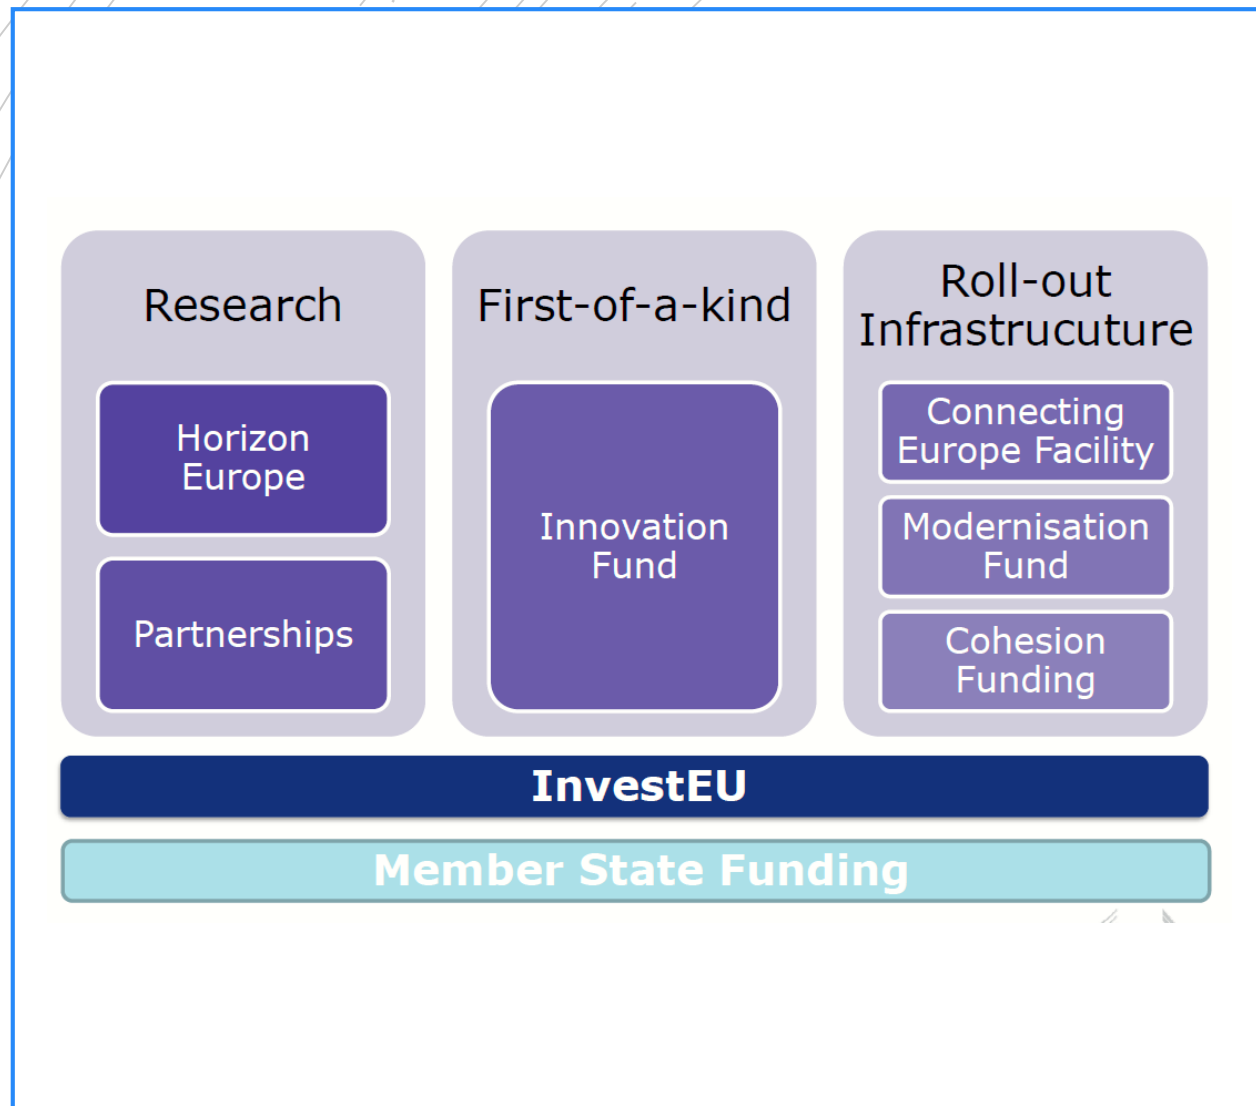 Research
Horizon
Europe
Partnerships
First-of-a-kind
Innovation
Fund
Roll-out
Infrastrucuture
Connecting
Europe Facility
Modernisation
Fund
Cohesion
Funding
InvestEU
Member State Funding